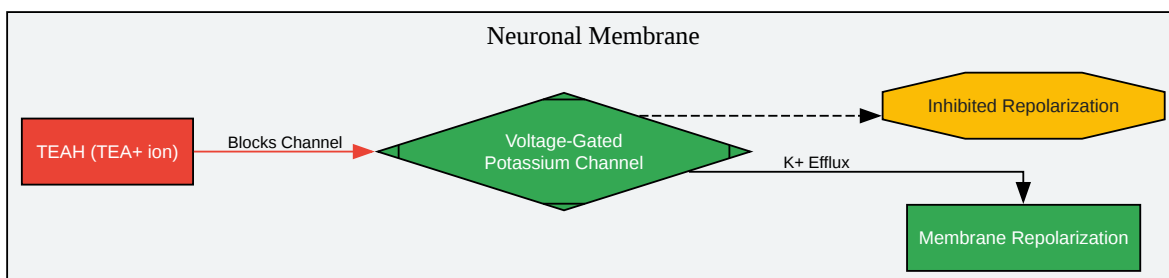 Neuronal Membrane
TEAH (TEA+ ion)
Blocks Channel
Voltage-Gated
Potassium Channel
Inhibited Repolarization
K+ Efflux
Membrane Repolarization